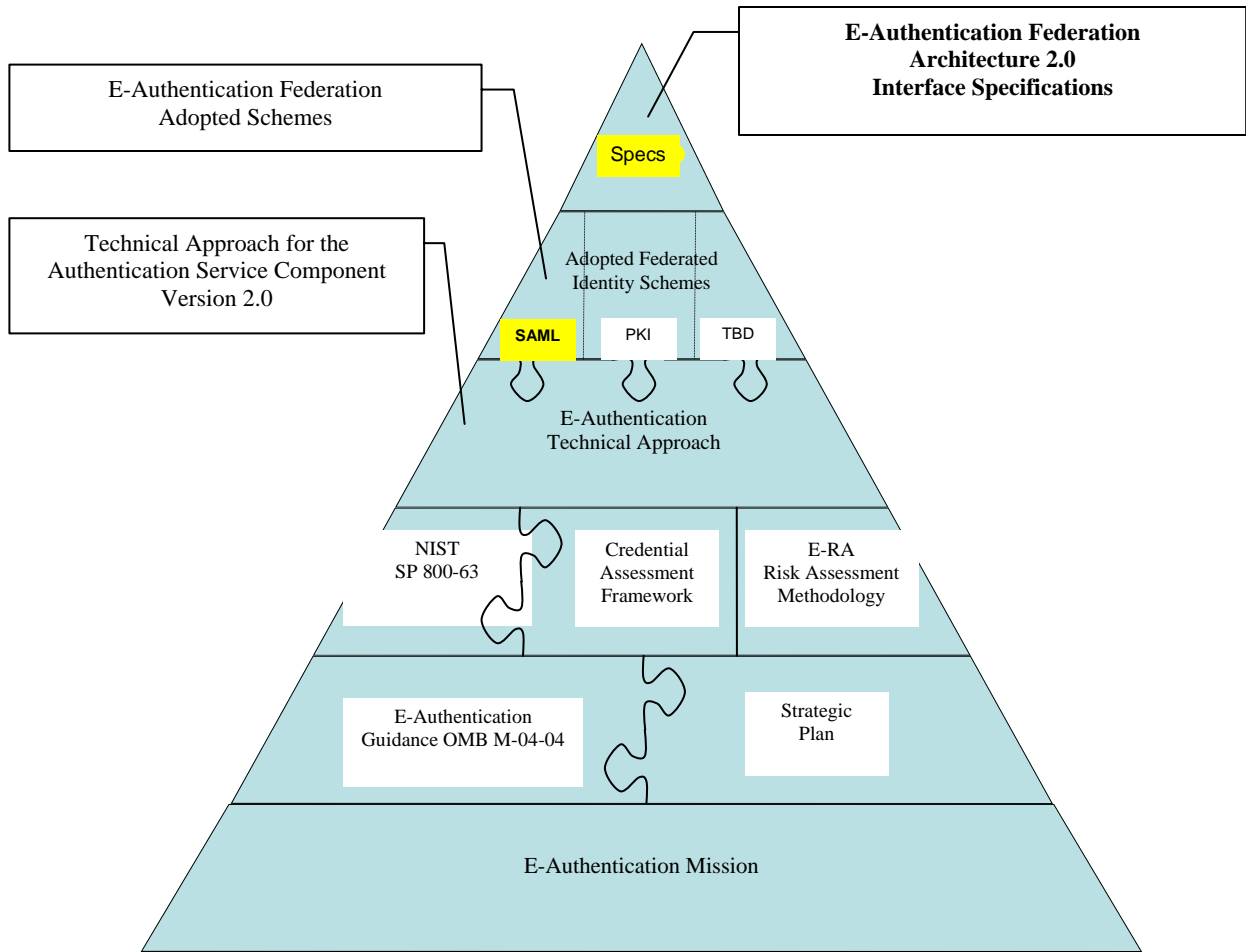 E-Authentication Federation
Architecture 2.0
Interface Specifications
E-Authentication Federation
Adopted Schemes
Specs
Technical Approach for the
Authentication Service Component
Version 2.0
Adopted Federated
Identity Schemes
SAML
PKI
TBD
E-Authentication
Technical Approach
NIST
SP 800-63
Credential
Assessment
Framework
E-RA
Risk Assessment
Methodology
E-Authentication
Guidance OMB M-04-04
Strategic
Plan
E-Authentication Mission